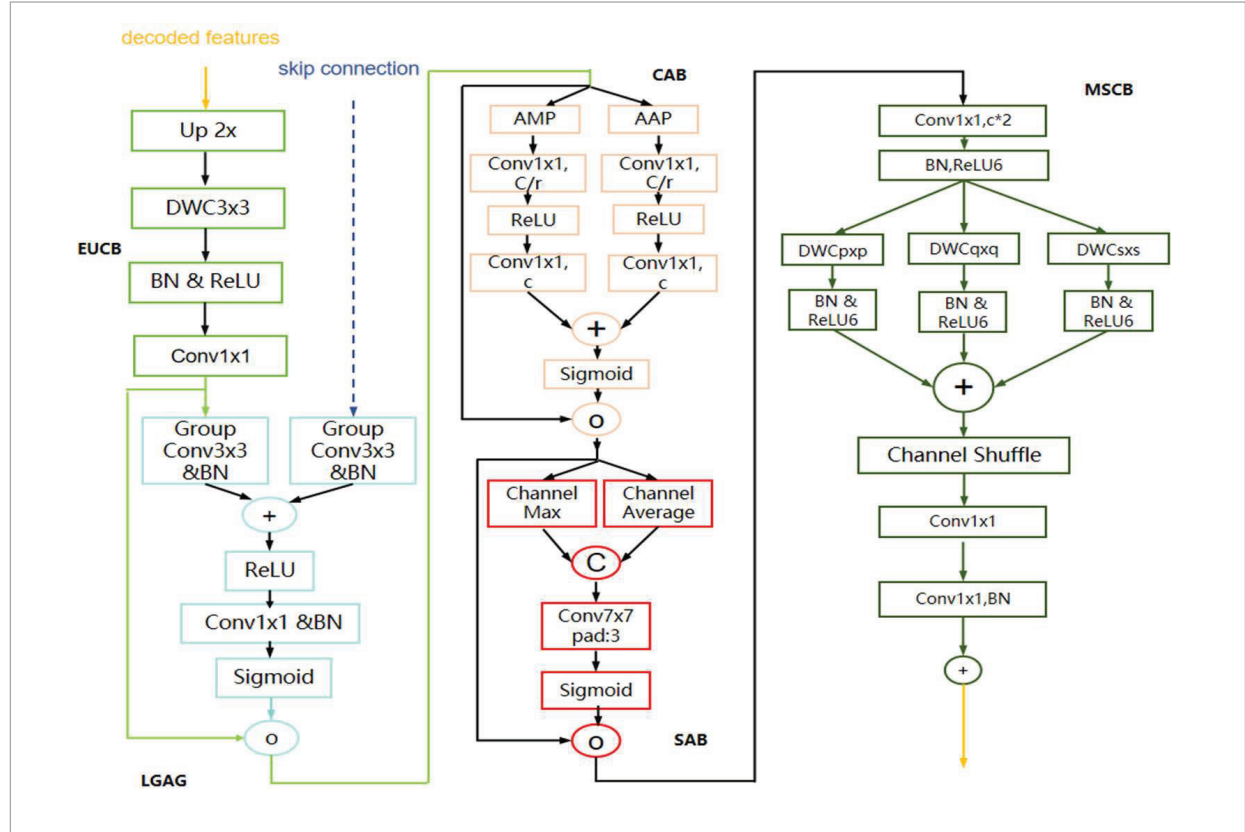 decoded features
skip connection
Up 2x
DWC3x3
EUCB
BN & ReLU
Conv1x1
Group
Conv3x3
&BN
Group
Conv3x3
&BN
+
ReLU
Conv1x1 &BN
Sigmoid
o
LGAG
CAB
AMP
AAP
Conv1x1,
C/r
Conv1x1,
C/r
ReLU
ReLU
Conv1x1,
c
Conv1x1,
c
+
Sigmoid
o
Channel
Max
Channel
Average
C
Conv7x7
pad:3
Sigmoid
o
SAB
MSCB
Conv1x1,c*2
BN,ReLU6
DWCpxp
DWCqxq
DWCsxs
BN &
ReLU6
BN &
ReLU6
BN &
ReLU6
+
Channel Shuffle
Conv1x1
Conv1x1,BN
+